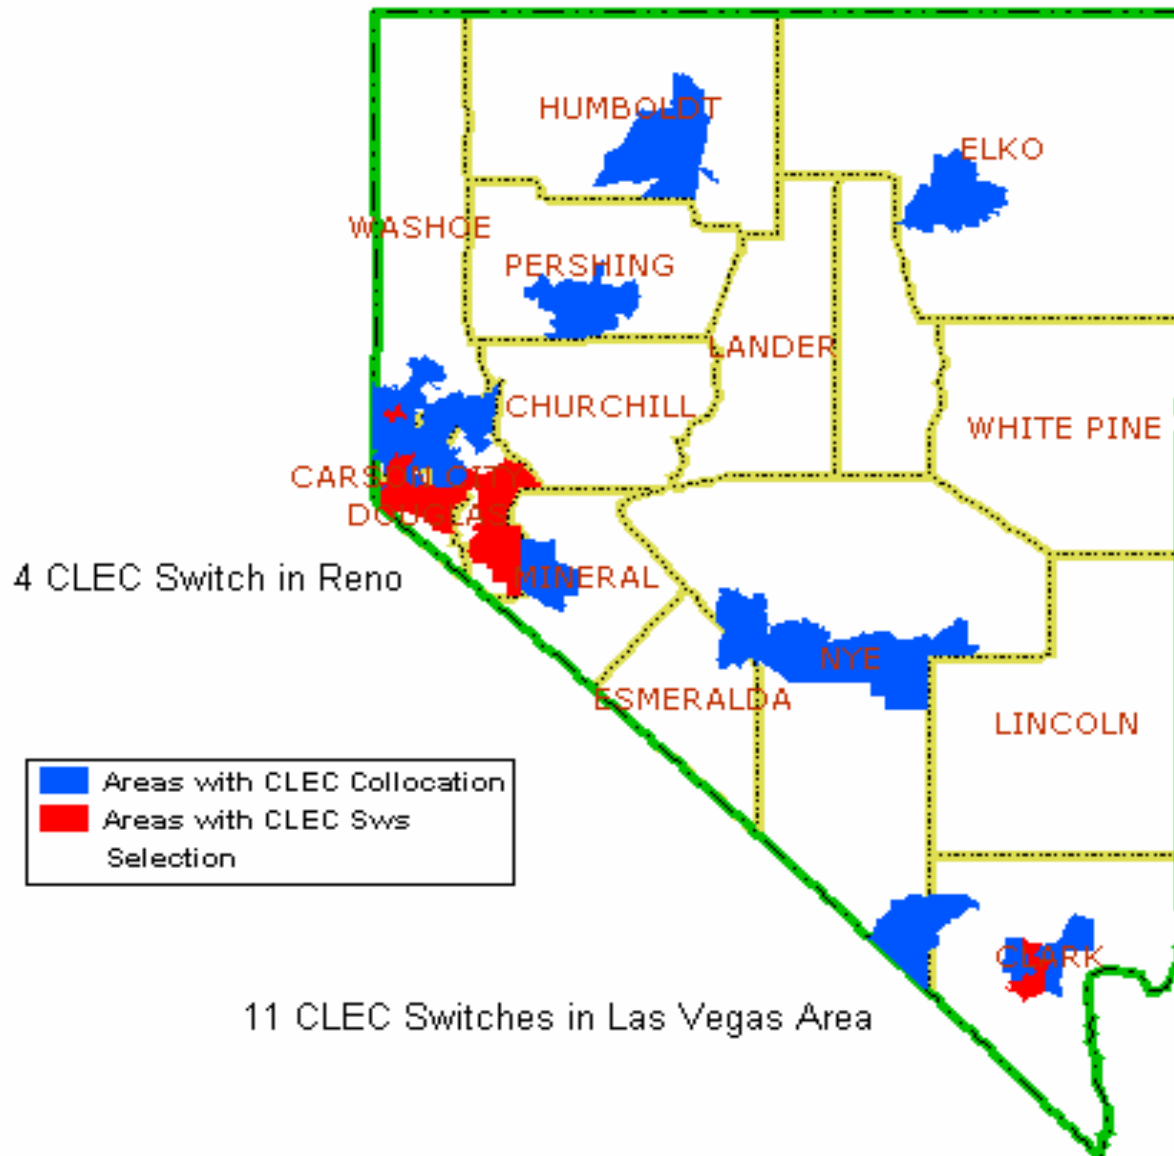 HUMBOLDT
ELKO
WASHOE
PERSHING
LANDER
CHURCHILL
WHITE PINE
CARSON CITY
DOUGLAS
4 CLEC Switch in Reno
MINERAL
NYE
ESMERALDA
LINCOLN
Areas with CLEC Collocation
Areas with CLEC Sws
Selection
CLARK
11 CLEC Switches in Las Vegas Area